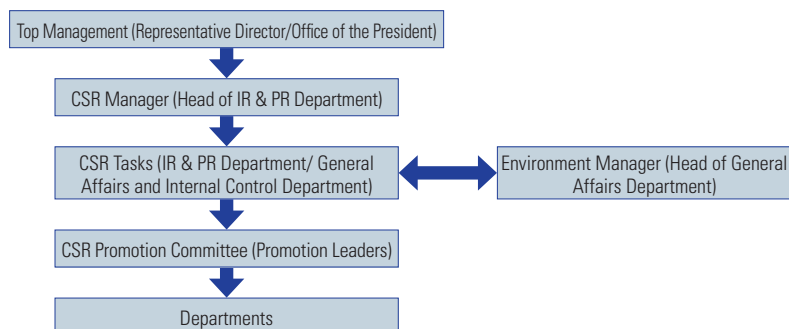 Top Management (Representative Director/Office of the President)
CSR Manager (Head of IR & PR Department)
CSR Tasks (IR & PR Department/ General
Affairs and Internal Control Department)
Environment Manager (Head of General
Affairs Department)
CSR Promotion Committee (Promotion Leaders)
Departments